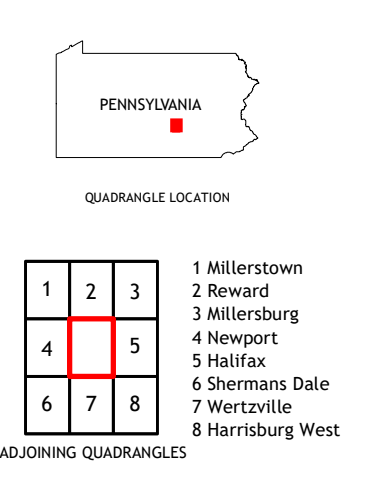 PENNSYLVANIA
QUADRANGLE LOCATION
1 2 3
4 5
6 7 8
ADJOINING QUADRANGLES
1 Millerstown
2 Reward
3 Millersburg
4 Newport
5 Halifax
6 Shermans Dale
7 Wertzville
8 Harrisburg West